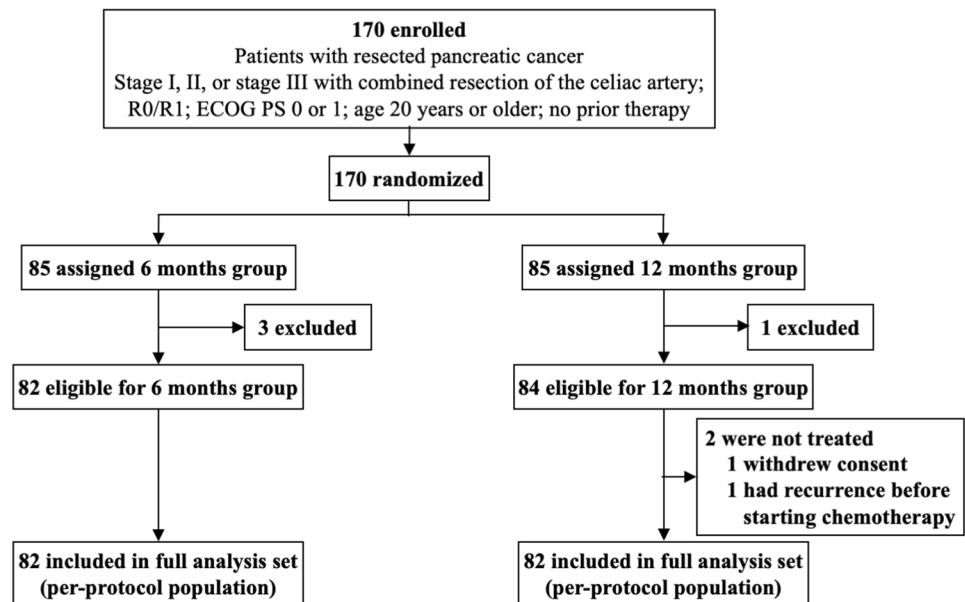 170 enrolled
Patients with resected pancreatic cancer
Stage I, II, or stage III with combined resection of the celiac artery;
R0/R1; ECOG PS 0 or 1; age 20 years or older; no prior therapy
170 randomized
85 assigned 6 months group
85 assigned 12 months group
3 excluded
1 excluded
82 eligible for 6 months group
84 eligible for 12 months group
2 were not treated
1 withdrew consent
1 had recurrence before
starting chemotherapy
82 included in full analysis set
(per-protocol population)
82 included in full analysis set
(per-protocol population)